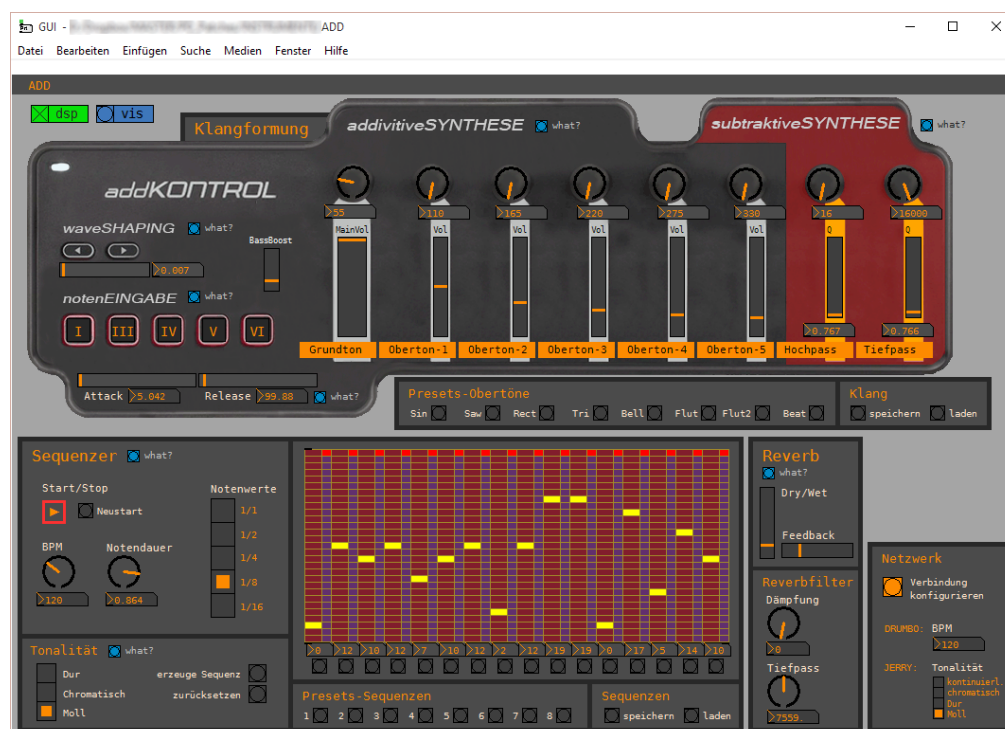 GUI - ADD
Datei Bearbeiten Einfügen Suche Medien Fenster Hilfe
ADD
dsp vis
Klangformung
addivitiveSYNTHESE what?
subtraktiveSYNTHESE what?
addKONTROL
>55 >110 >165 >220 >275 >330 >16 >16000
MainVol Vol Vol Vol Vol Vol Q Q
waveSHAPING what?
BassBoost
>0.007
notenEINGABE what?
I III IV V VI
>0.767 >0.766
Grundton Oberton-1 Oberton-2 Oberton-3 Oberton-4 Oberton-5 Hochpass Tiefpass
Attack >5.042 Release >99.88 what?
Presets-Obertöne
Sin Saw Rect Tri Bell Flut Flut2 Beat
Klang
speichern laden
Sequenzer what?
Start/Stop
Neustart
Notenwerte
1/1
1/2
1/4
1/8
1/16
BPM Notendauer
>120 >0.864
Tonalität what?
Dur
Chromatisch
Moll
erzeuge Sequenz
zurücksetzen
>0 >12 >10 >12 >7 >10 >12 >2 >12 >19 >19 >0 >17 >5 >14 >10
Presets-Sequenzen
1 2 3 4 5 6 7 8
Sequenzen
speichern laden
Reverb
what?
Dry/Wet
Feedback
Reverbfilter
Dämpfung
>0
Tiefpass
>7559.
Netzwerk
Verbindung
konfigurieren
DRUMBO: BPM
>120
JERRY: Tonalität
kontinuierl.
chromatisch
Dur
Moll